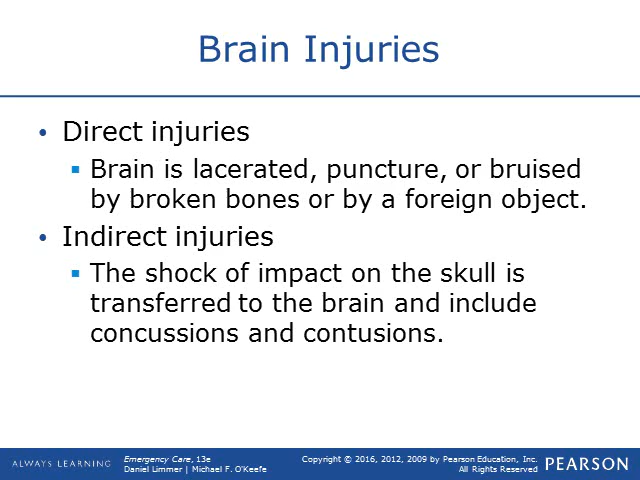 Brain Injuries
• Direct injuries
▪ Brain is lacerated, puncture, or bruised
by broken bones or by a foreign object.
• Indirect injuries
▪ The shock of impact on the skull is
transferred to the brain and include
concussions and contusions.
ALWAYS LEARNING
Emergency Care, 13e
Daniel Limmer | Michael F. O'Keefe
Copyright © 2016, 2012, 2009 by Pearson Education, Inc.
All Rights Reserved
PEARSON